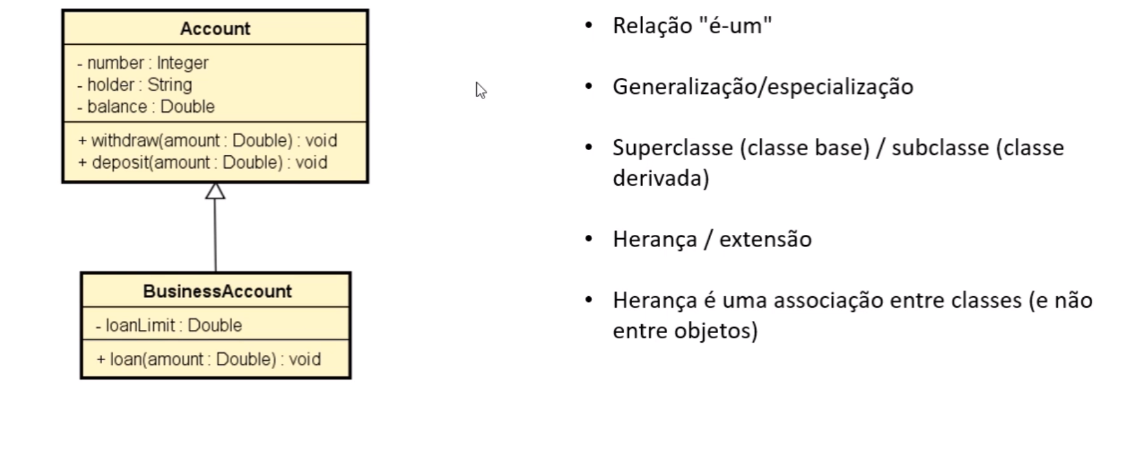 Account
- number : Integer
- holder : String
- balance : Double
+ withdraw(amount : Double) : void
+ deposit(amount : Double) : void
BusinessAccount
- loanLimit : Double
+ loan(amount : Double) : void
• Relação "é-um"
• Generalização/especialização
• Superclasse (classe base) / subclasse (classe
derivada)
• Herança / extensão
• Herança é uma associação entre classes (e não
entre objetos)